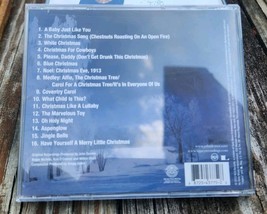 1. A Baby Just Like You
2. The Christmas Song (Chestnuts Roasting On An Open Fire)
3. White Christmas
4. Christmas For Cowboys
5. Please, Daddy (Don't Get Drunk This Christmas)
6. Blue Christmas
7. Noel: Christmas Eve, 1913
8. Medley: Alfie, The Christmas Tree/
Carol For A Christmas Tree/It's In Everyone Of Us
9. Coventry Carol
10. What Child Is This?
11. Christmas Like A Lullaby
12. The Marvelous Toy
13. Oh Holy Night
14. Aspenglow
15. Jingle Bells
16. Have Yourself A Merry Little Christmas